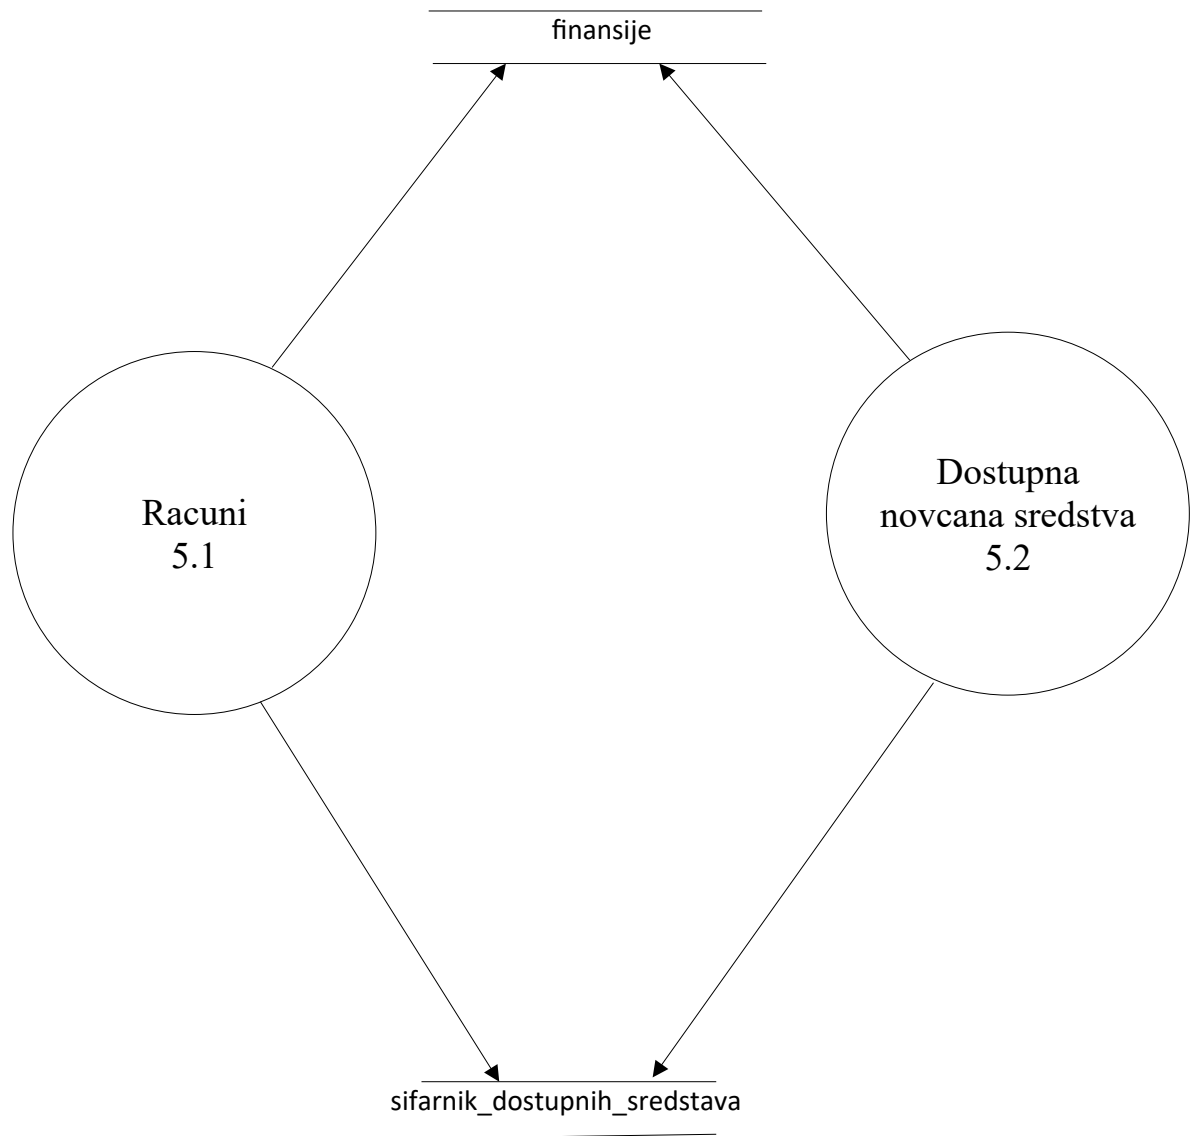 finansije
Racuni
5.1
Dostupna
novcana sredstva
5.2
sifarnik_dostupnih_sredstava